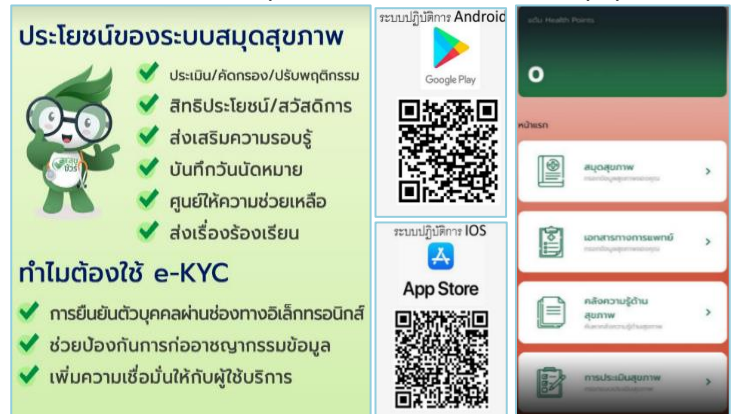 ประโยชน์ของระบบสมุดสุขภาพ
ประเมิน/คัดกรอง/ปรับพฤติกรรม
สิทธิประโยชน์/สวัสดิการ
ส่งเสริมความรอบรู้
บันทึกวันนัดหมาย
ศูนย์ให้ความช่วยเหลือ
ส่งเรื่องร้องเรียน
ทำไมต้องใช้ e-KYC
การยืนยันตัวบุคคลผ่านช่องทางอิเล็กทรอนิกส์
ช่วยป้องกันการก่ออาชญากรรมข้อมูล
เพิ่มความเชื่อมั่นให้กับผู้ใช้บริการ
ระบบปฏิบัติการ Android
Google Play
ระบบปฏิบัติการ IOS
App Store
แต้ม Health Points
0
หน้าแรก
สมุดสุขภาพ
เอกสารทางการแพทย์
คลังความรู้ด้าน
สุขภาพ
การประเมินสุขภาพ